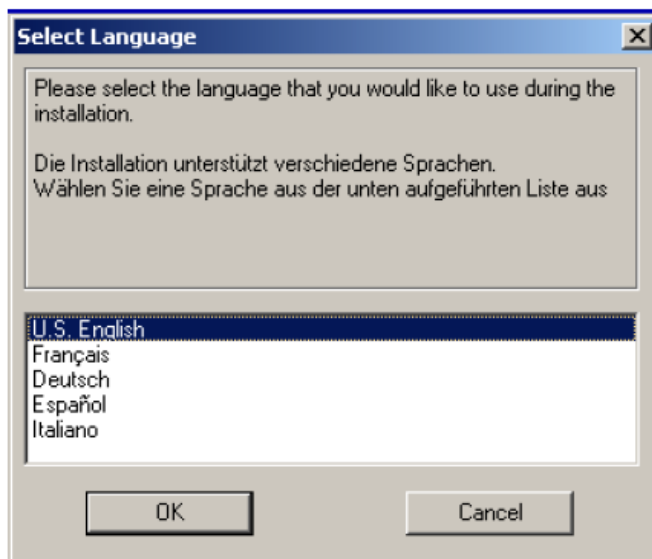 Select Language
Please select the language that you would like to use during the
installation.
Die Installation unterstützt verschiedene Sprachen.
Wählen Sie eine Sprache aus der unten aufgeführten Liste aus
U.S. English
Français
Deutsch
Español
Italiano
OK
Cancel